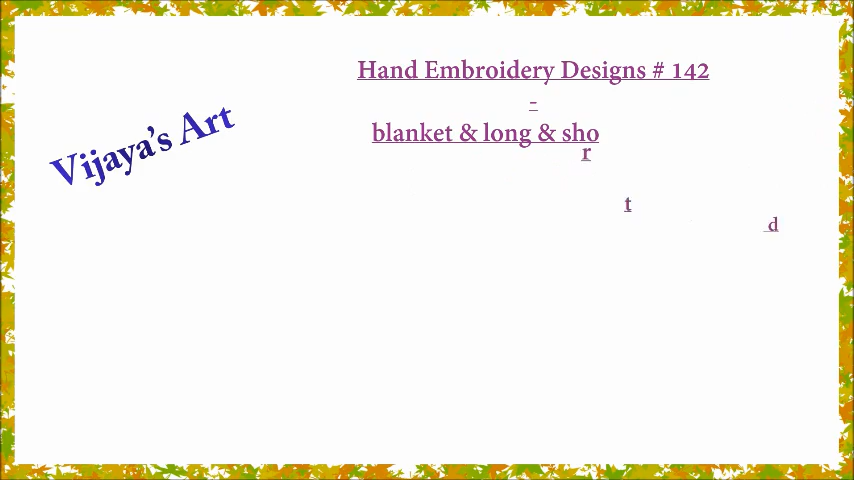 Hand Embroidery Designs # 142
-
blanket & long & sho
r
t
d
Vijaya's Art